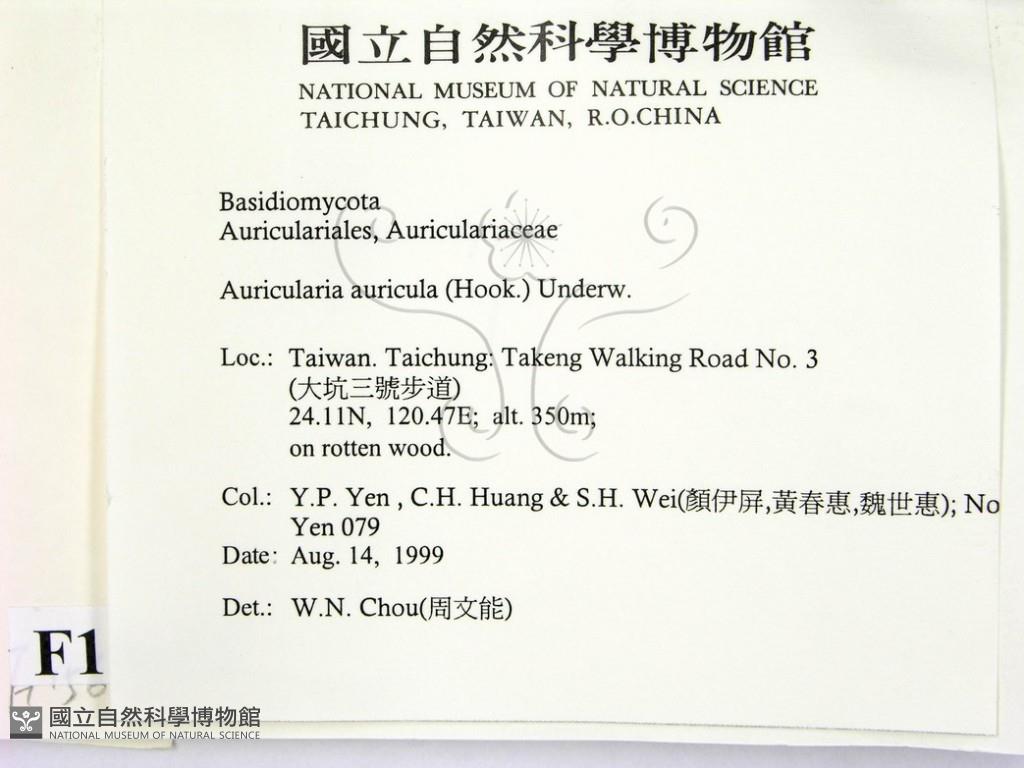 國立自然科學博物館
NATIONAL MUSEUM OF NATURAL SCIENCE
TAICHUNG, TAIWAN, R.O.CHINA
Basidiomycota
Auriculariales, Auriculariaceae
Auricularia auricula (Hook.) Underw.
Loc.: Taiwan. Taichung: Takeng Walking Road No. 3
(大坑三號步道)
24.11N, 120.47E; alt. 350m;
on rotten wood.
Col.: Y.P. Yen , C.H. Huang & S.H. Wei(顏伊屏,黃春惠,魏世惠); No
Yen 079
Date: Aug. 14, 1999
Det.: W.N. Chou(周文能)
F1
國立自然科學博物館
NATIONAL MUSEUM OF NATURAL SCIENCE